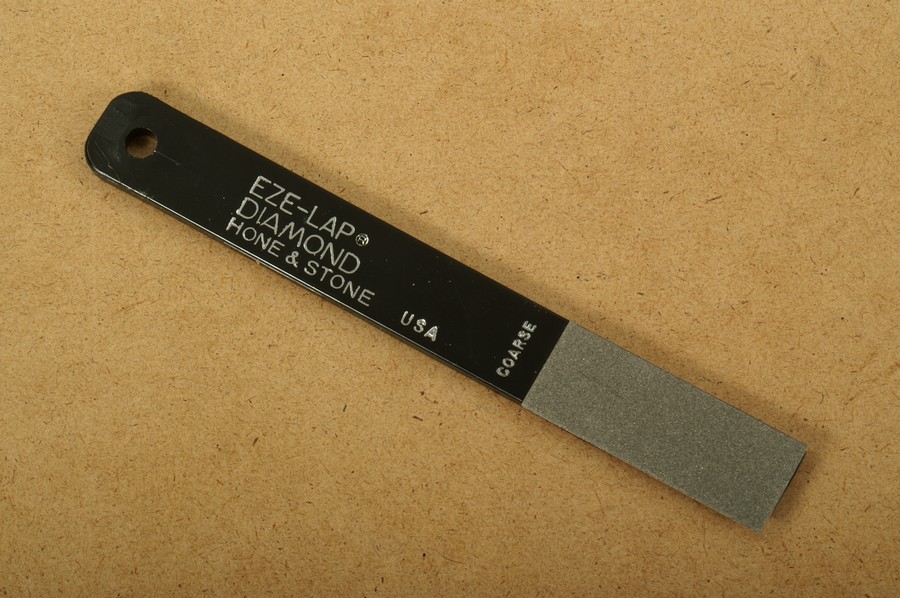 EZE-LAP®
DIAMOND
HONE & STONE
USA
COARSE